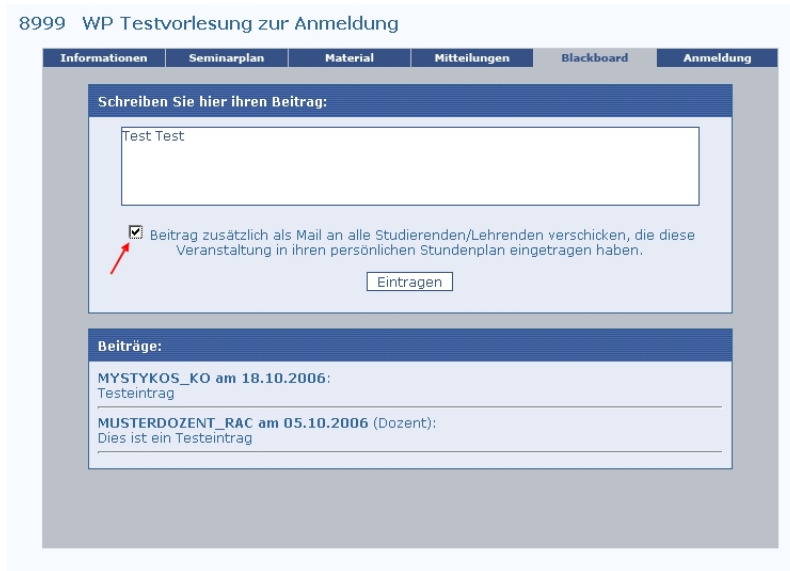 8999 WP Testvorlesung zur Anmeldung
Informationen Seminarplan Material Mitteilungen Blackboard Anmeldung
Schreiben Sie hier ihren Beitrag:
Test Test
Beitrag zusätzlich als Mail an alle Studierenden/Lehrenden verschicken, die diese
Veranstaltung in ihren persönlichen Stundenplan eingetragen haben.
Eintragen
Beiträge:
MYSTYKOS_KO am 18.10.2006:
Testeintrag
MUSTERDOZENT_RAC am 05.10.2006 (Dozent):
Dies ist ein Testeintrag